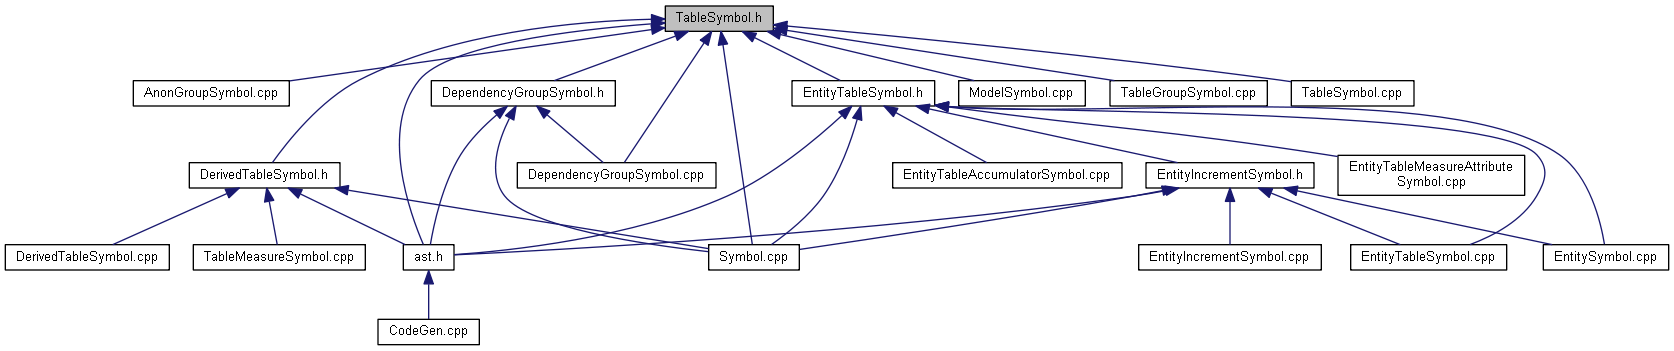 TableSymbol.h
AnonGroupSymbol.cpp
DependencyGroupSymbol.h
EntityTableSymbol.h
ModelSymbol.cpp
TableGroupSymbol.cpp
TableSymbol.cpp
DerivedTableSymbol.h
DependencyGroupSymbol.cpp
EntityTableAccumulatorSymbol.cpp
EntityIncrementSymbol.h
EntityTableMeasureAttribute
Symbol.cpp
DerivedTableSymbol.cpp
TableMeasureSymbol.cpp
ast.h
Symbol.cpp
EntityIncrementSymbol.cpp
EntityTableSymbol.cpp
EntitySymbol.cpp
CodeGen.cpp